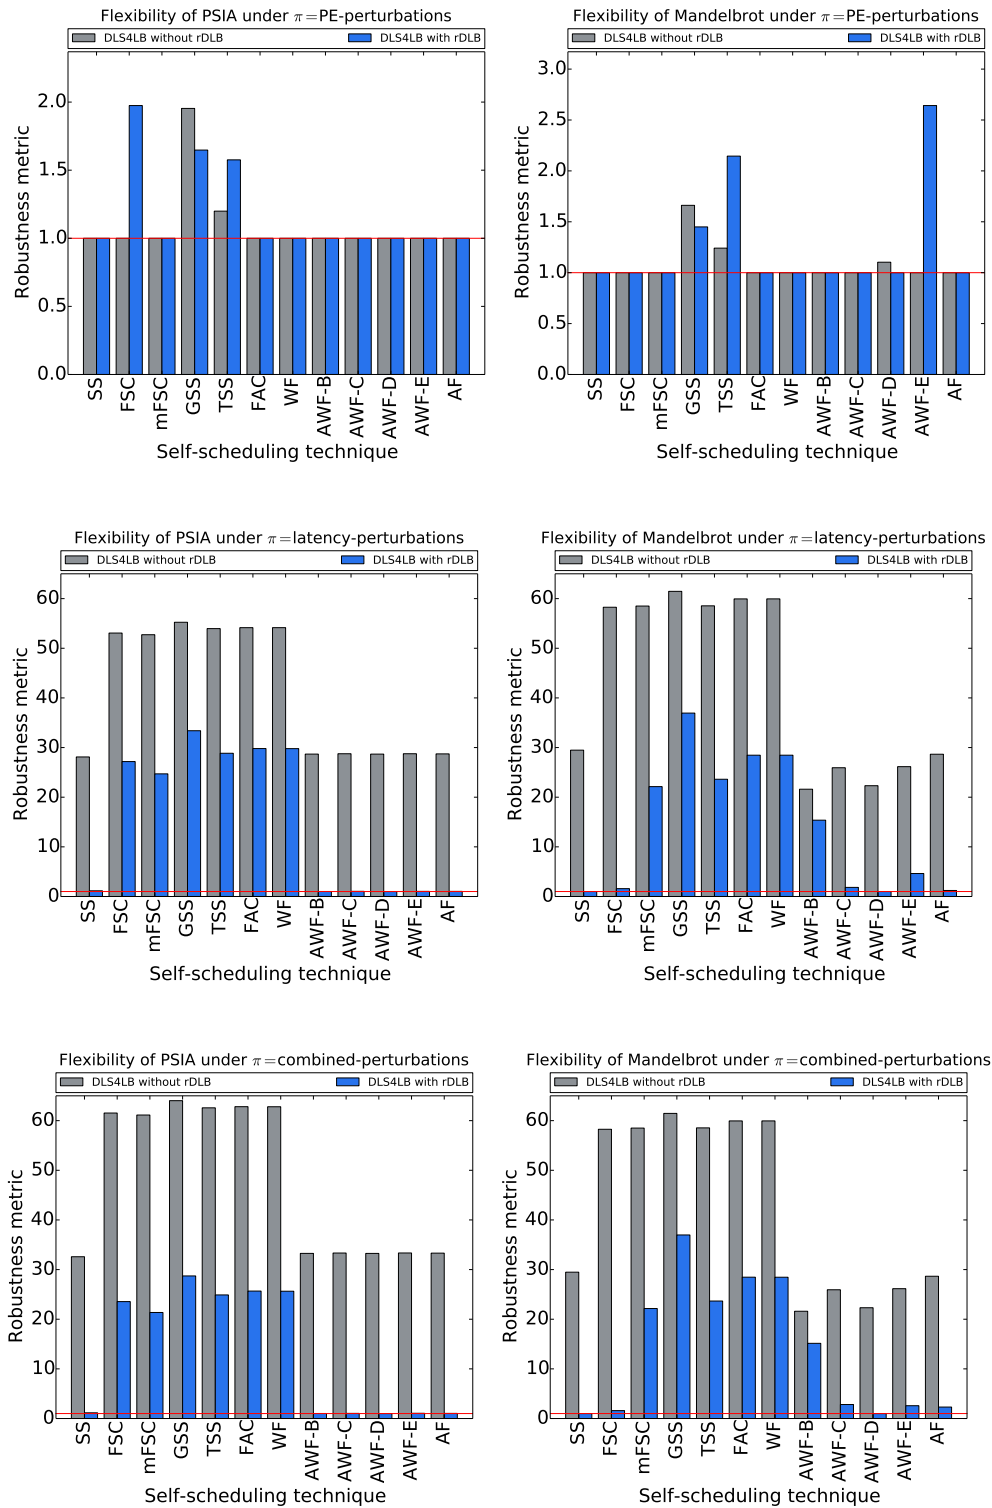 Flexibility of PSIA under π=PE-perturbations
DLS4LB without rDLB DLS4LB with rDLB
Robustness metric
2.0
1.5
1.0
0.5
0.0
SS FSC mFSC GSS TSS FAC WF AWF-B AWF-C AWF-D AWF-E AF
Self-scheduling technique
Flexibility of Mandelbrot under π=PE-perturbations
DLS4LB without rDLB DLS4LB with rDLB
Robustness metric
3.0
2.5
2.0
1.5
1.0
0.5
0.0
SS FSC mFSC GSS TSS FAC WF AWF-B AWF-C AWF-D AWF-E AF
Self-scheduling technique
Flexibility of PSIA under π=latency-perturbations
DLS4LB without rDLB DLS4LB with rDLB
Robustness metric
60
50
40
30
20
10
0
SS FSC mFSC GSS TSS FAC WF AWF-B AWF-C AWF-D AWF-E AF
Self-scheduling technique
Flexibility of Mandelbrot under π=latency-perturbations
DLS4LB without rDLB DLS4LB with rDLB
Robustness metric
60
50
40
30
20
10
0
SS FSC mFSC GSS TSS FAC WF AWF-B AWF-C AWF-D AWF-E AF
Self-scheduling technique
Flexibility of PSIA under π=combined-perturbations
DLS4LB without rDLB DLS4LB with rDLB
Robustness metric
60
50
40
30
20
10
0
SS FSC mFSC GSS TSS FAC WF AWF-B AWF-C AWF-D AWF-E AF
Self-scheduling technique
Flexibility of Mandelbrot under π=combined-perturbations
DLS4LB without rDLB DLS4LB with rDLB
Robustness metric
60
50
40
30
20
10
0
SS FSC mFSC GSS TSS FAC WF AWF-B AWF-C AWF-D AWF-E AF
Self-scheduling technique